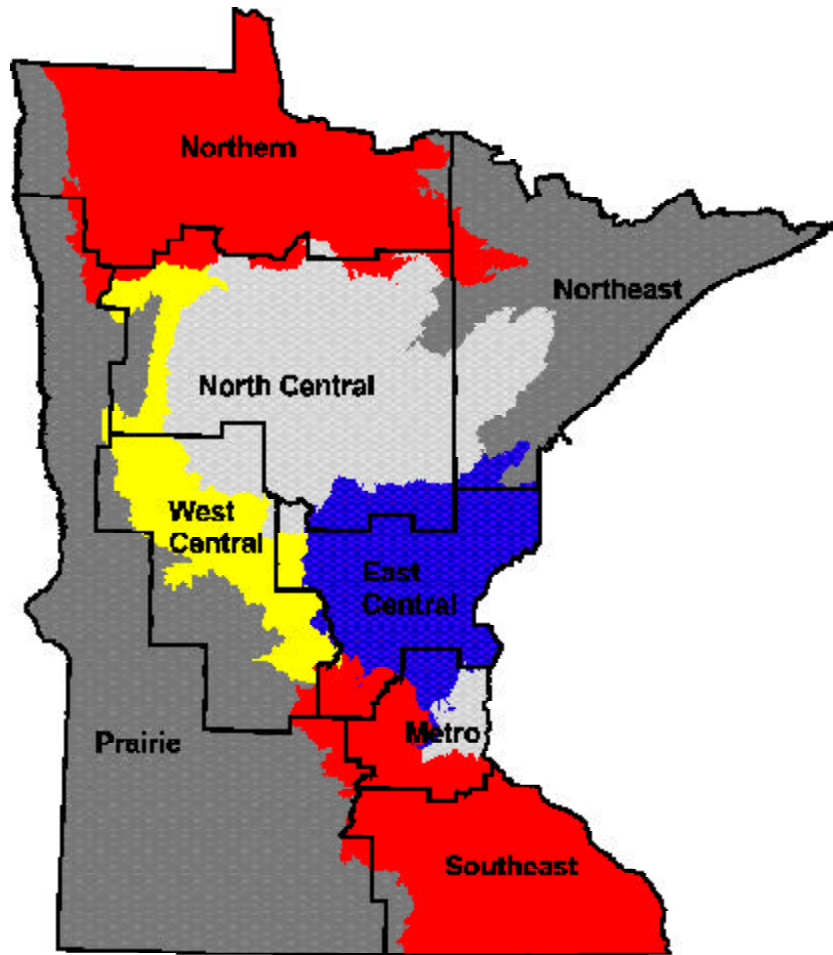 Northern
Northeast
North Central
West
Central
East
Central
Prairie
Metro
Southeast